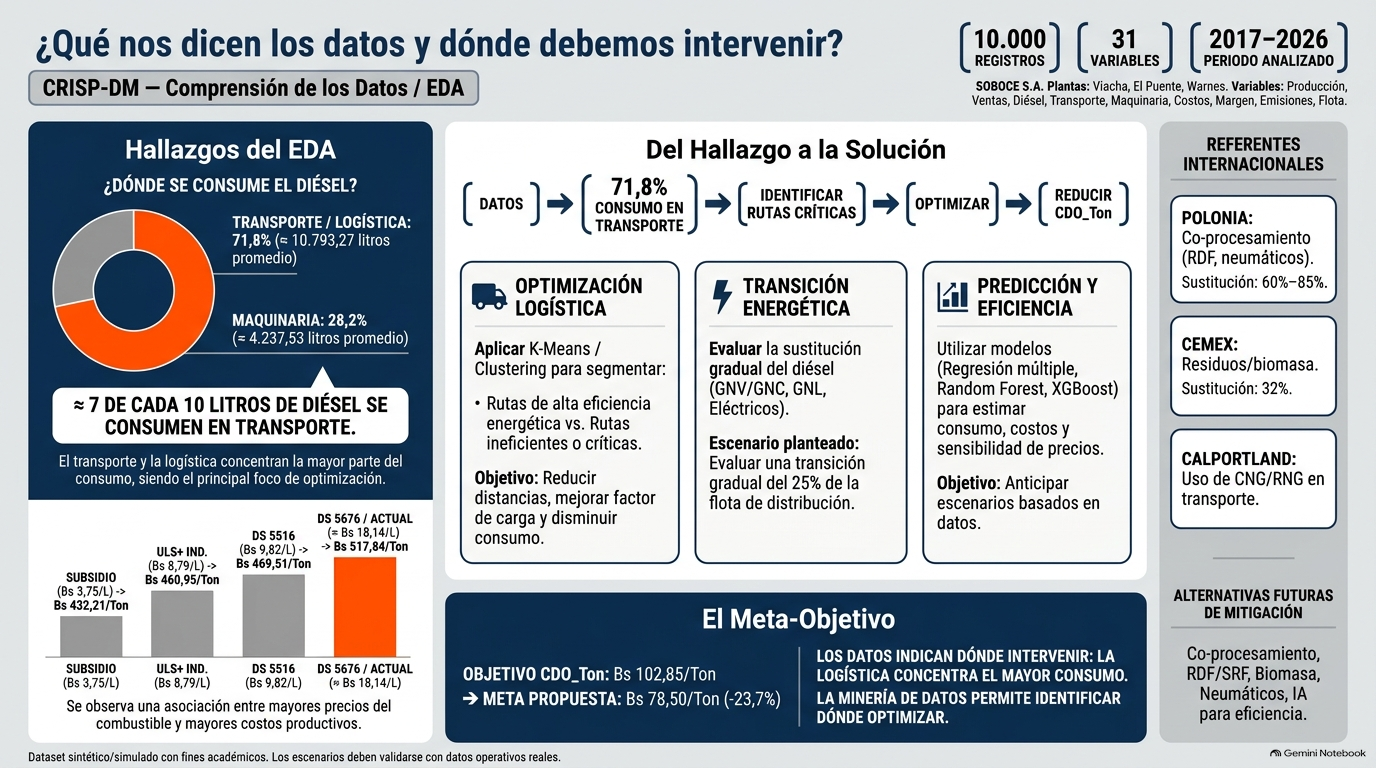 ¿Qué nos dicen los datos y dónde debemos intervenir?
CRISP-DM — Comprensión de los Datos / EDA
10.000
REGISTROS
31
VARIABLES
2017–2026
PERIODO ANALIZADO
SOBOCE S.A. Plantas: Viacha, El Puente, Warnes. Variables: Producción,
Ventas, Diésel, Transporte, Maquinaria, Costos, Margen, Emisiones, Flota.
Hallazgos del EDA
¿DÓNDE SE CONSUME EL DIÉSEL?
TRANSPORTE / LOGÍSTICA:
71,8% (≈ 10.793,27 litros
promedio)
MAQUINARIA: 28,2%
(≈ 4.237,53 litros promedio)
≈ 7 DE CADA 10 LITROS DE DIÉSEL SE
CONSUMEN EN TRANSPORTE.
El transporte y la logística concentran la mayor parte del
consumo, siendo el principal foco de optimización.
SUBSIDIO
(Bs 3,75/L) ->
Bs 432,21/Ton
ULS+ IND.
(Bs 8,79/L) ->
Bs 460,95/Ton
DS 5516
(Bs 9,82/L) ->
Bs 469,51/Ton
DS 5676 / ACTUAL
(≈ Bs 18,14/L)
-> Bs 517,84/Ton
SUBSIDIO
(Bs 3,75/L)
ULS+ IND.
(Bs 8,79/L)
DS 5516
(Bs 9,82/L)
DS 5676 / ACTUAL
(≈ Bs 18,14/L)
Se observa una asociación entre mayores precios del
combustible y mayores costos productivos.
Del Hallazgo a la Solución
DATOS
71,8%
CONSUMO EN
TRANSPORTE
IDENTIFICAR
RUTAS CRÍTICAS
OPTIMIZAR
REDUCIR
CDO_Ton
OPTIMIZACIÓN
LOGÍSTICA
Aplicar K-Means /
Clustering para segmentar:
• Rutas de alta eficiencia
energética vs. Rutas
ineficientes o críticas.
Objetivo: Reducir
distancias, mejorar factor
de carga y disminuir
consumo.
TRANSICIÓN
ENERGÉTICA
Evaluar la sustitución
gradual del diésel
(GNV/GNC, GNL,
Eléctricos).
Escenario planteado:
Evaluar una transición
gradual del 25% de la
flota de distribución.
PREDICCIÓN Y
EFICIENCIA
Utilizar modelos
(Regresión múltiple,
Random Forest, XGBoost)
para estimar
consumo, costos y
sensibilidad de precios.
Objetivo: Anticipar
escenarios basados en
datos.
El Meta-Objetivo
OBJETIVO CDO_Ton: Bs 102,85/Ton
➔ META PROPUESTA: Bs 78,50/Ton (-23,7%)
LOS DATOS INDICAN DÓNDE INTERVENIR: LA
LOGÍSTICA CONCENTRA EL MAYOR CONSUMO.
LA MINERÍA DE DATOS PERMITE IDENTIFICAR
DÓNDE OPTIMIZAR.
REFERENTES
INTERNACIONALES
POLONIA:
Co-procesamiento
(RDF, neumáticos).
Sustitución: 60%–85%.
CEMEX:
Residuos/biomasa.
Sustitución: 32%.
CALPORTLAND:
Uso de CNG/RNG en
transporte.
ALTERNATIVAS FUTURAS
DE MITIGACIÓN
Co-procesamiento,
RDF/SRF, Biomasa,
Neumáticos, IA
para eficiencia.
Dataset sintético/simulado con fines académicos. Los escenarios deben validarse con datos operativos reales.
Gemini Notebook